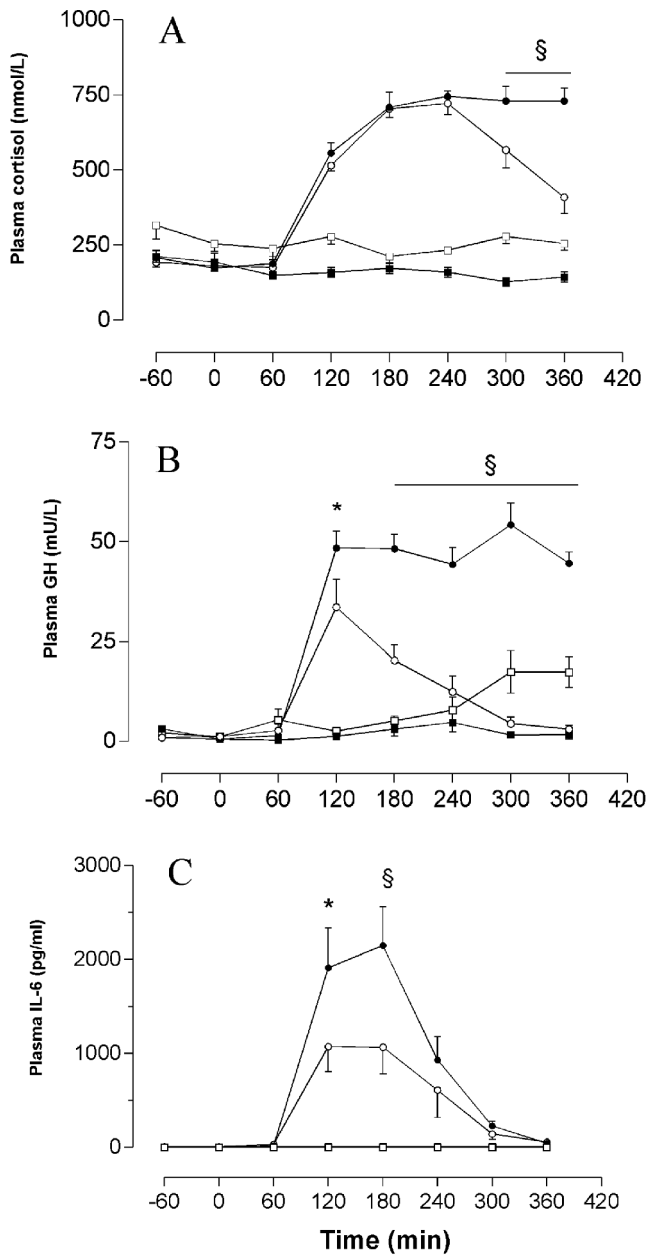 A
§
Plasma cortisol (nmol/L)
1000
750
500
250
0
-60 0 60 120 180 240 300 360 420
B
§
*
Plasma GH (mU/L)
75
50
25
0
-60 0 60 120 180 240 300 360 420
C
§
*
Plasma IL-6 (pg/ml)
3000
2000
1000
0
-60 0 60 120 180 240 300 360 420
Time (min)